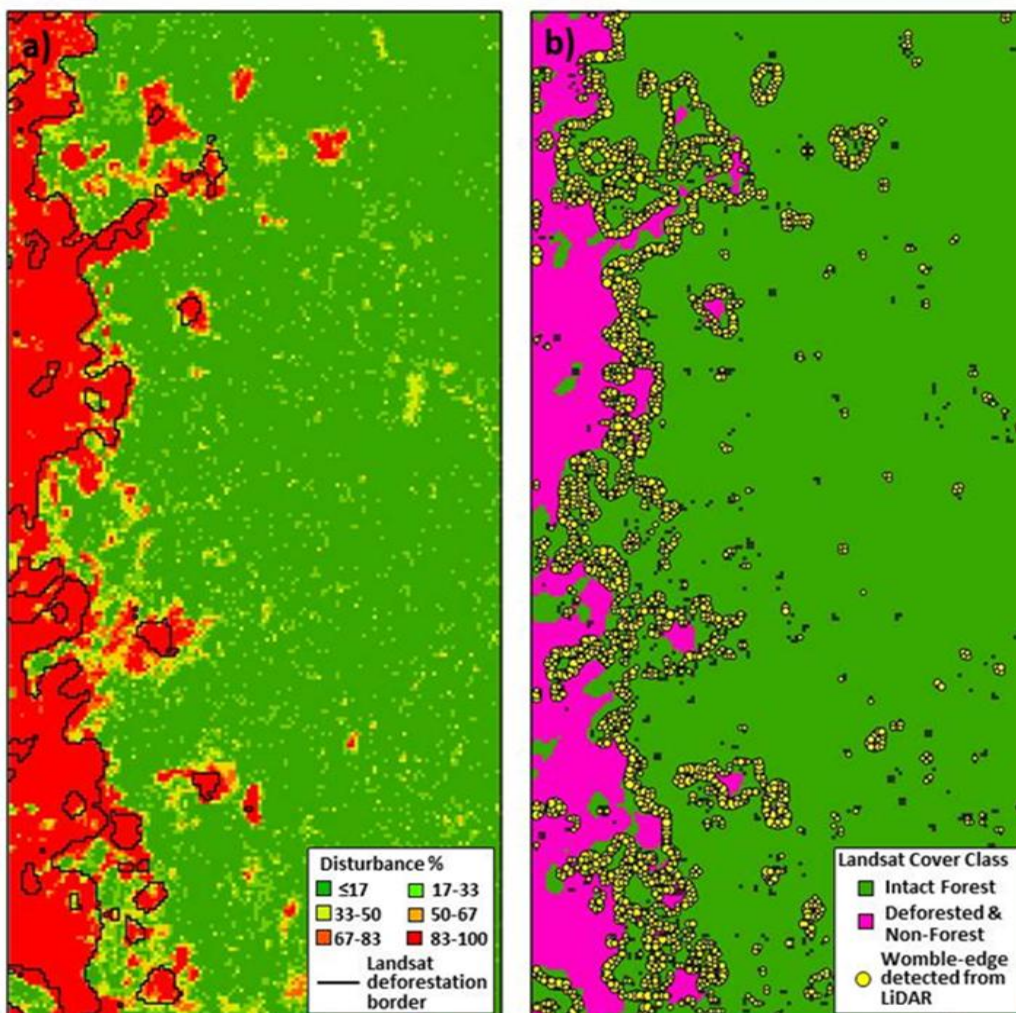 a)
b)
Disturbance %
≤17 17-33
33-50 50-67
67-83 83-100
Landsat
deforestation
border
Landsat Cover Class
Intact Forest
Deforested &
Non-Forest
Womble-edge
detected from
LiDAR